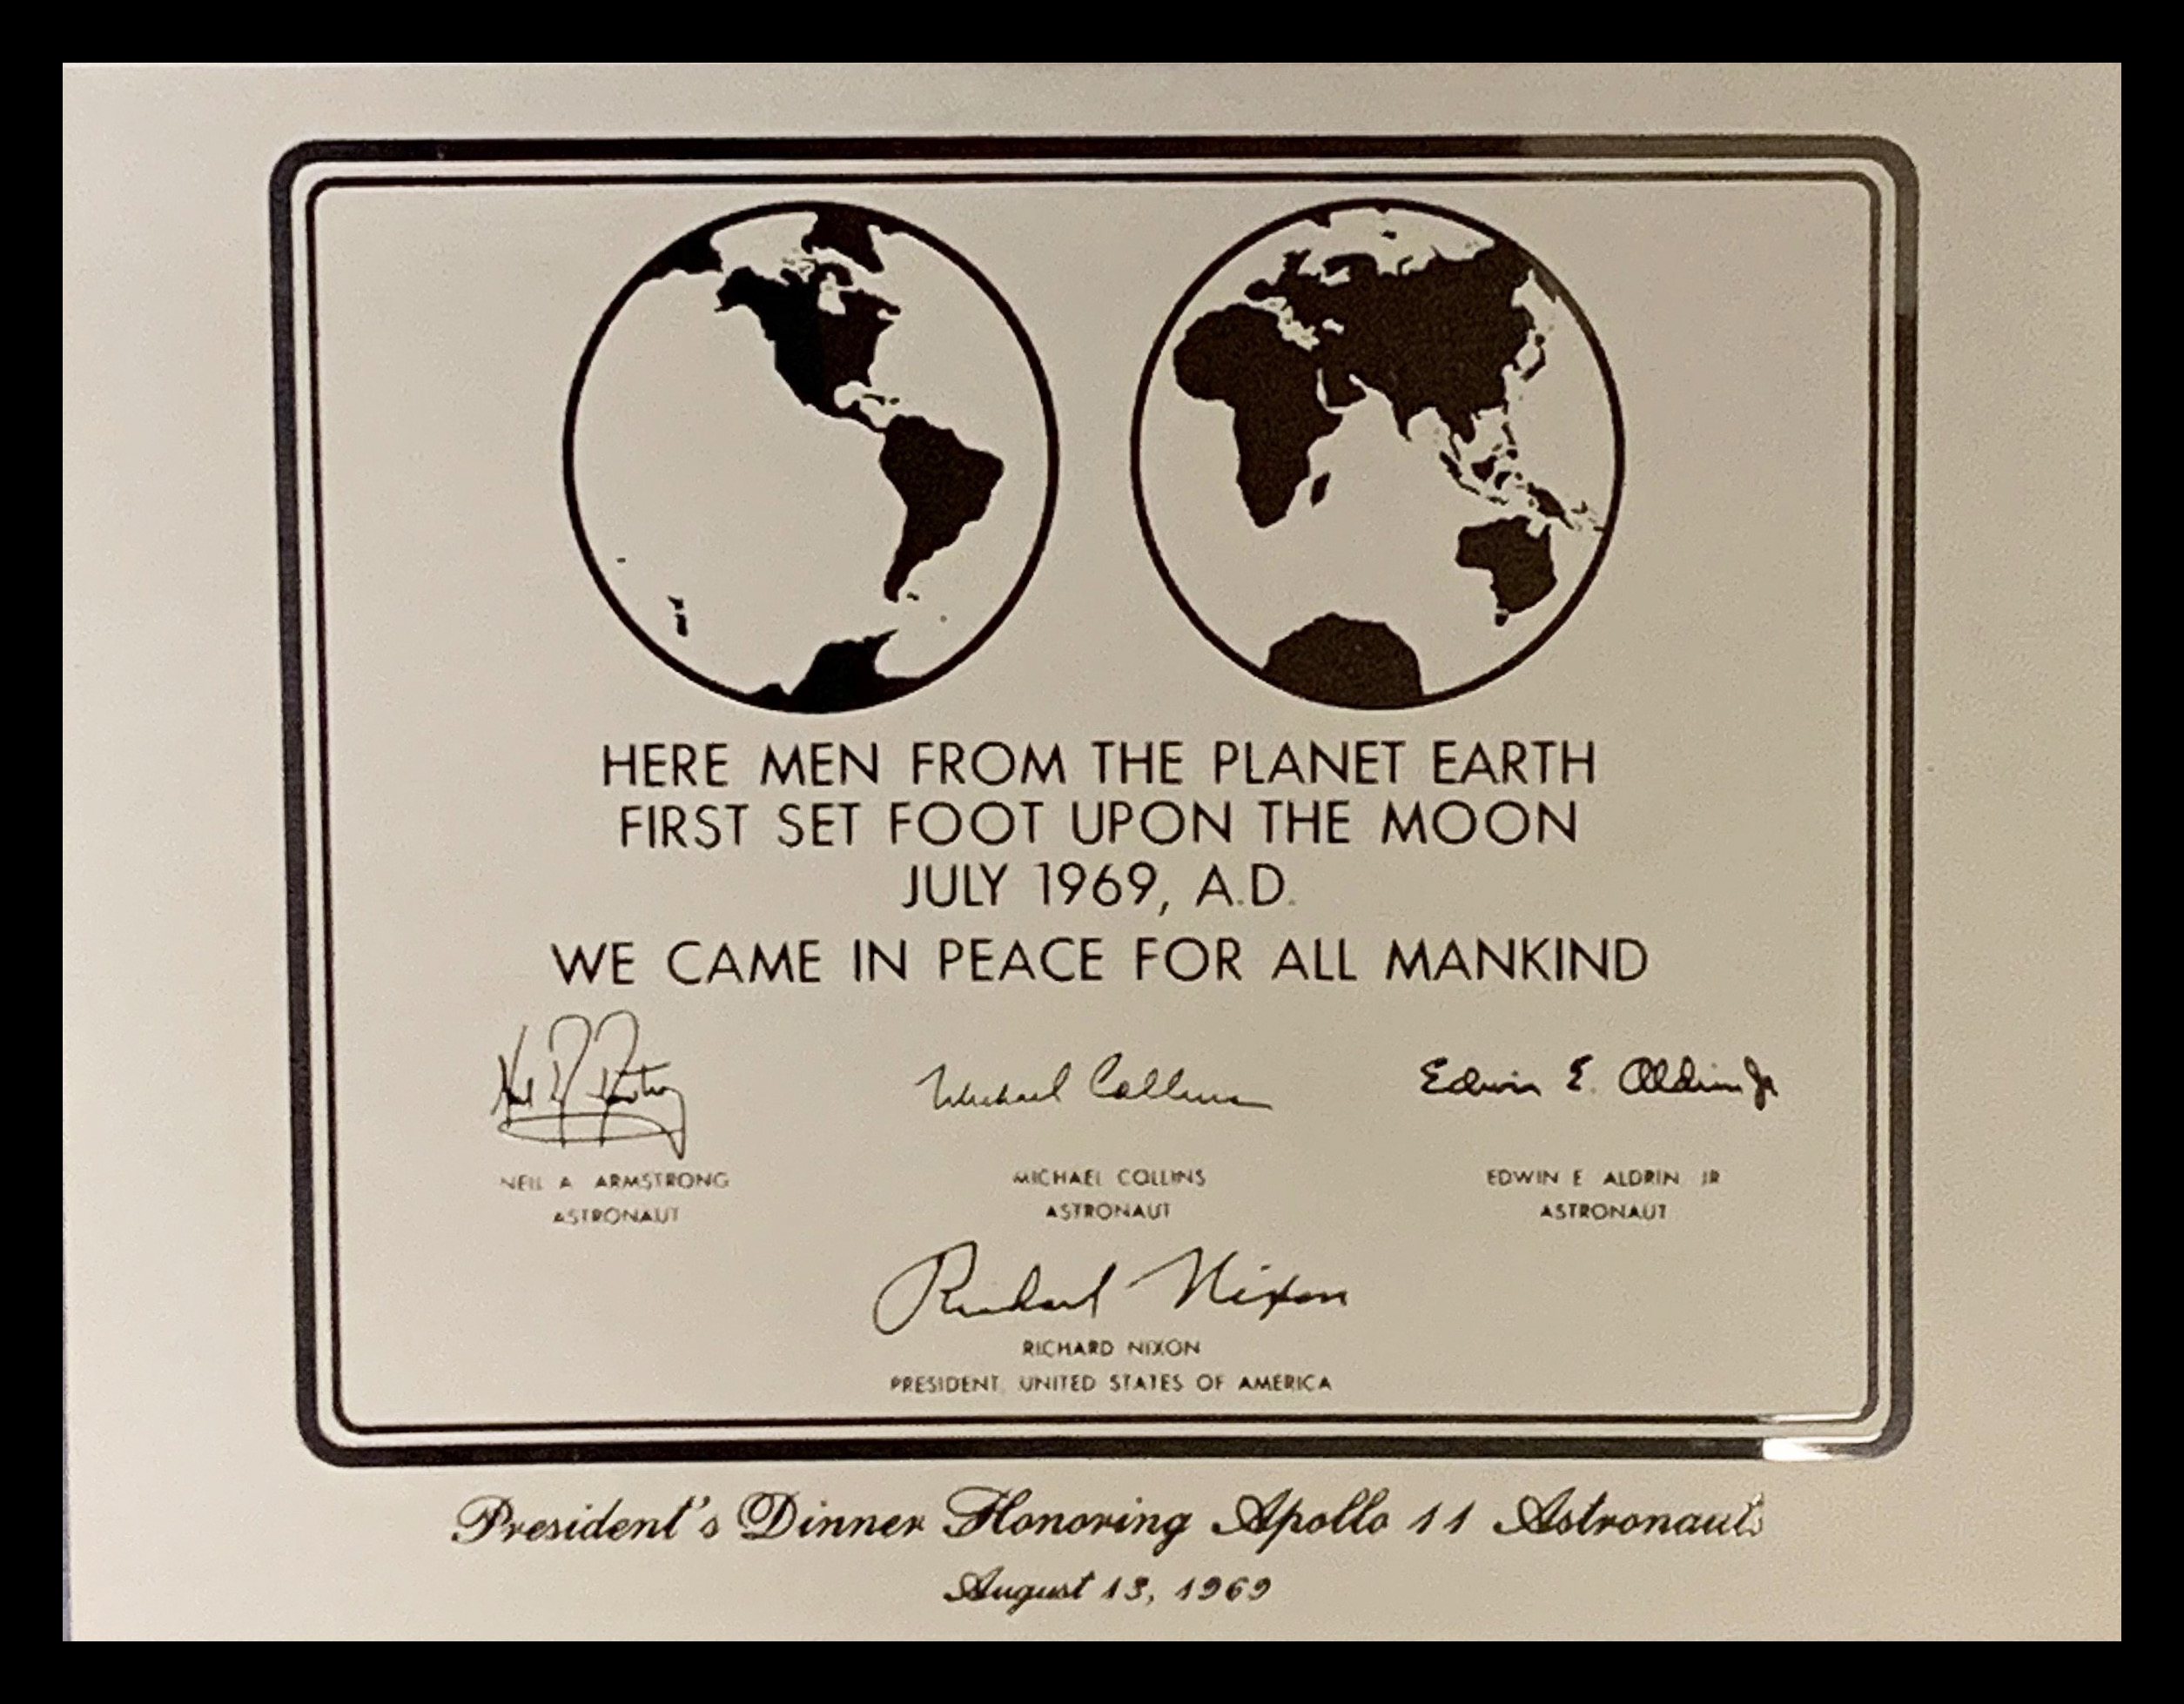 HERE MEN FROM THE PLANET EARTH
FIRST SET FOOT UPON THE MOON
JULY 1969, A.D.
WE CAME IN PEACE FOR ALL MANKIND
Neil A. Armstrong Michael Collins Edwin E. Aldrin Jr
NEIL A ARMSTRONG MICHAEL COLLINS EDWIN E ALDRIN JR
ASTRONAUT ASTRONAUT ASTRONAUT
Richard Nixon
RICHARD NIXON
PRESIDENT, UNITED STATES OF AMERICA
President's Dinner Honoring Apollo 11 Astronauts
August 13, 1969